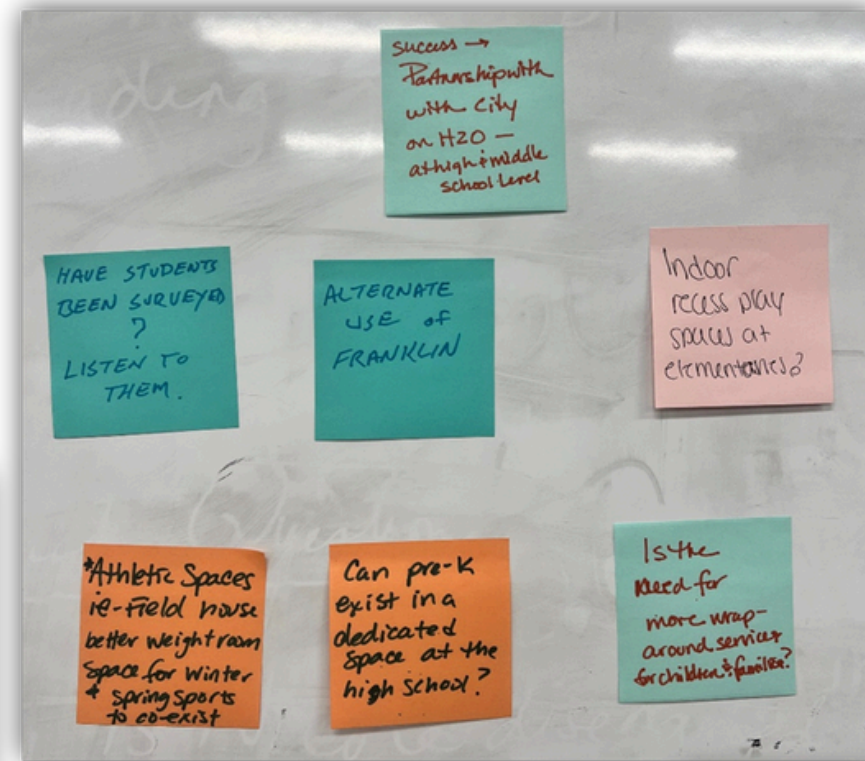 success →
Partnership with
with City
on H2O —
at high & middle
school Level
HAVE STUDENTS
BEEN SURVEYED
?
LISTEN TO
THEM.
ALTERNATE
USE of
FRANKLIN
Indoor
recess play
spaces at
elementaries?
*Athletic Spaces
ie-Field house
better weight room
Space for Winter
& Spring Sports
to co-exist
Can pre-K
exist in a
dedicated
space at the
high school?
Is the
need for
more wrap-
around services
for children & families?